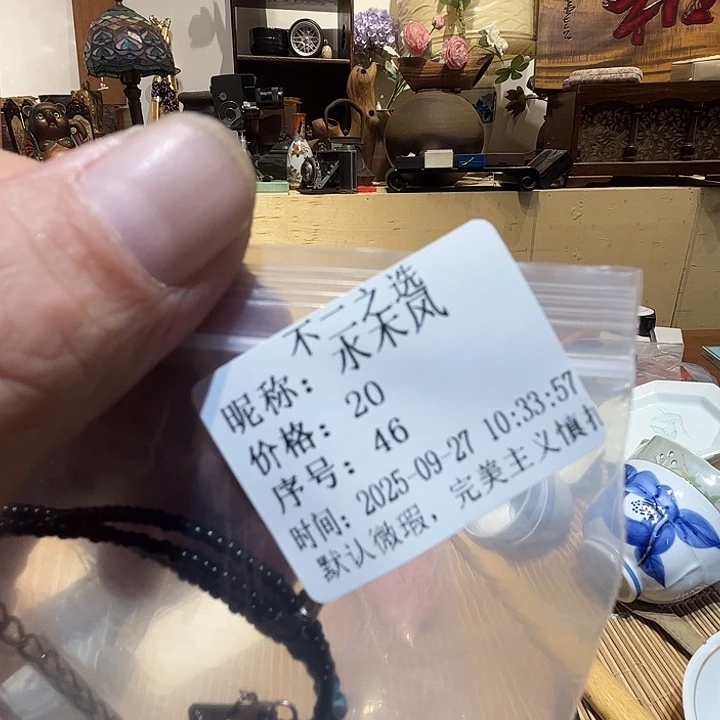 不二之选
昵称：永禾风
价格：20
序号：46
时间：2025-09-27 10:33:57
默认微瑕，完美主义慎